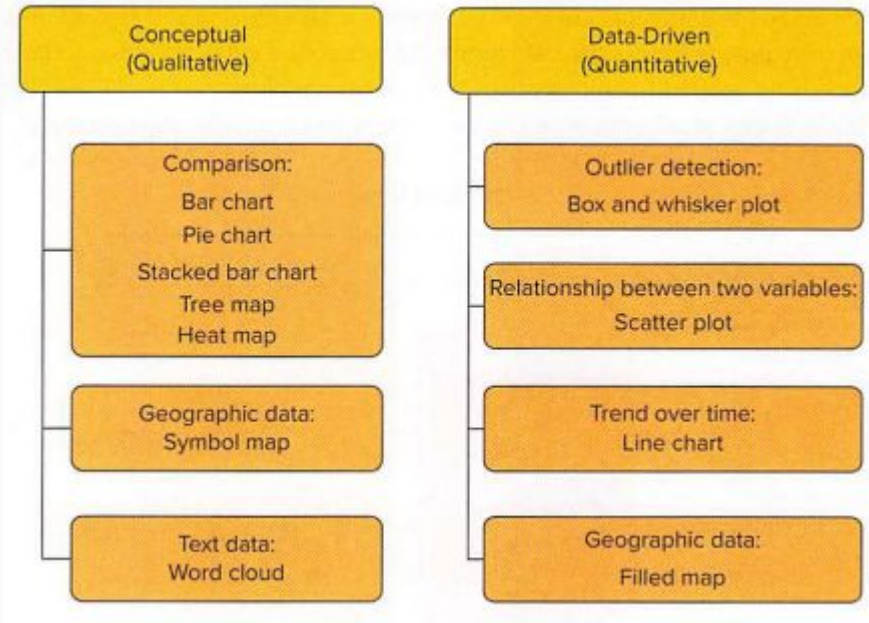 Conceptual
(Qualitative)
Comparison:
Bar chart
Pie chart
Stacked bar chart
Tree map
Heat map
Geographic data:
Symbol map
Text data:
Word cloud
Data-Driven
(Quantitative)
Outlier detection:
Box and whisker plot
Relationship between two variables:
Scatter plot
Trend over time:
Line chart
Geographic data:
Filled map